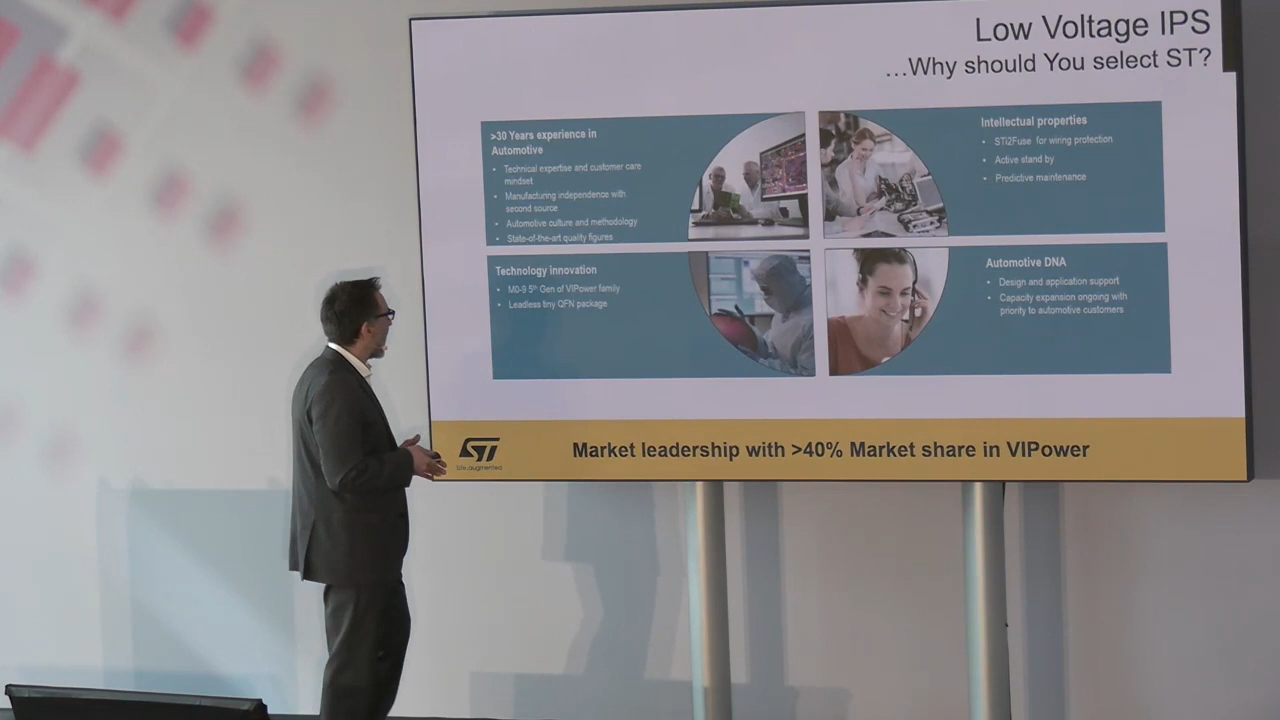 Low Voltage IPS
…Why should You select ST?
>30 Years experience in
Automotive
• Technical expertise and customer care
mindset
• Manufacturing independence with
second source
• Automotive culture and methodology
• State-of-the-art quality figures
Intellectual properties
• STi2Fuse for wiring protection
• Active stand by
• Predictive maintenance
Technology innovation
• M0-9 5th Gen of VIPower family
• Leadless tiny QFN package
Automotive DNA
• Design and application support
• Capacity expansion ongoing with
priority to automotive customers
ST
life.augmented
Market leadership with >40% Market share in VIPower